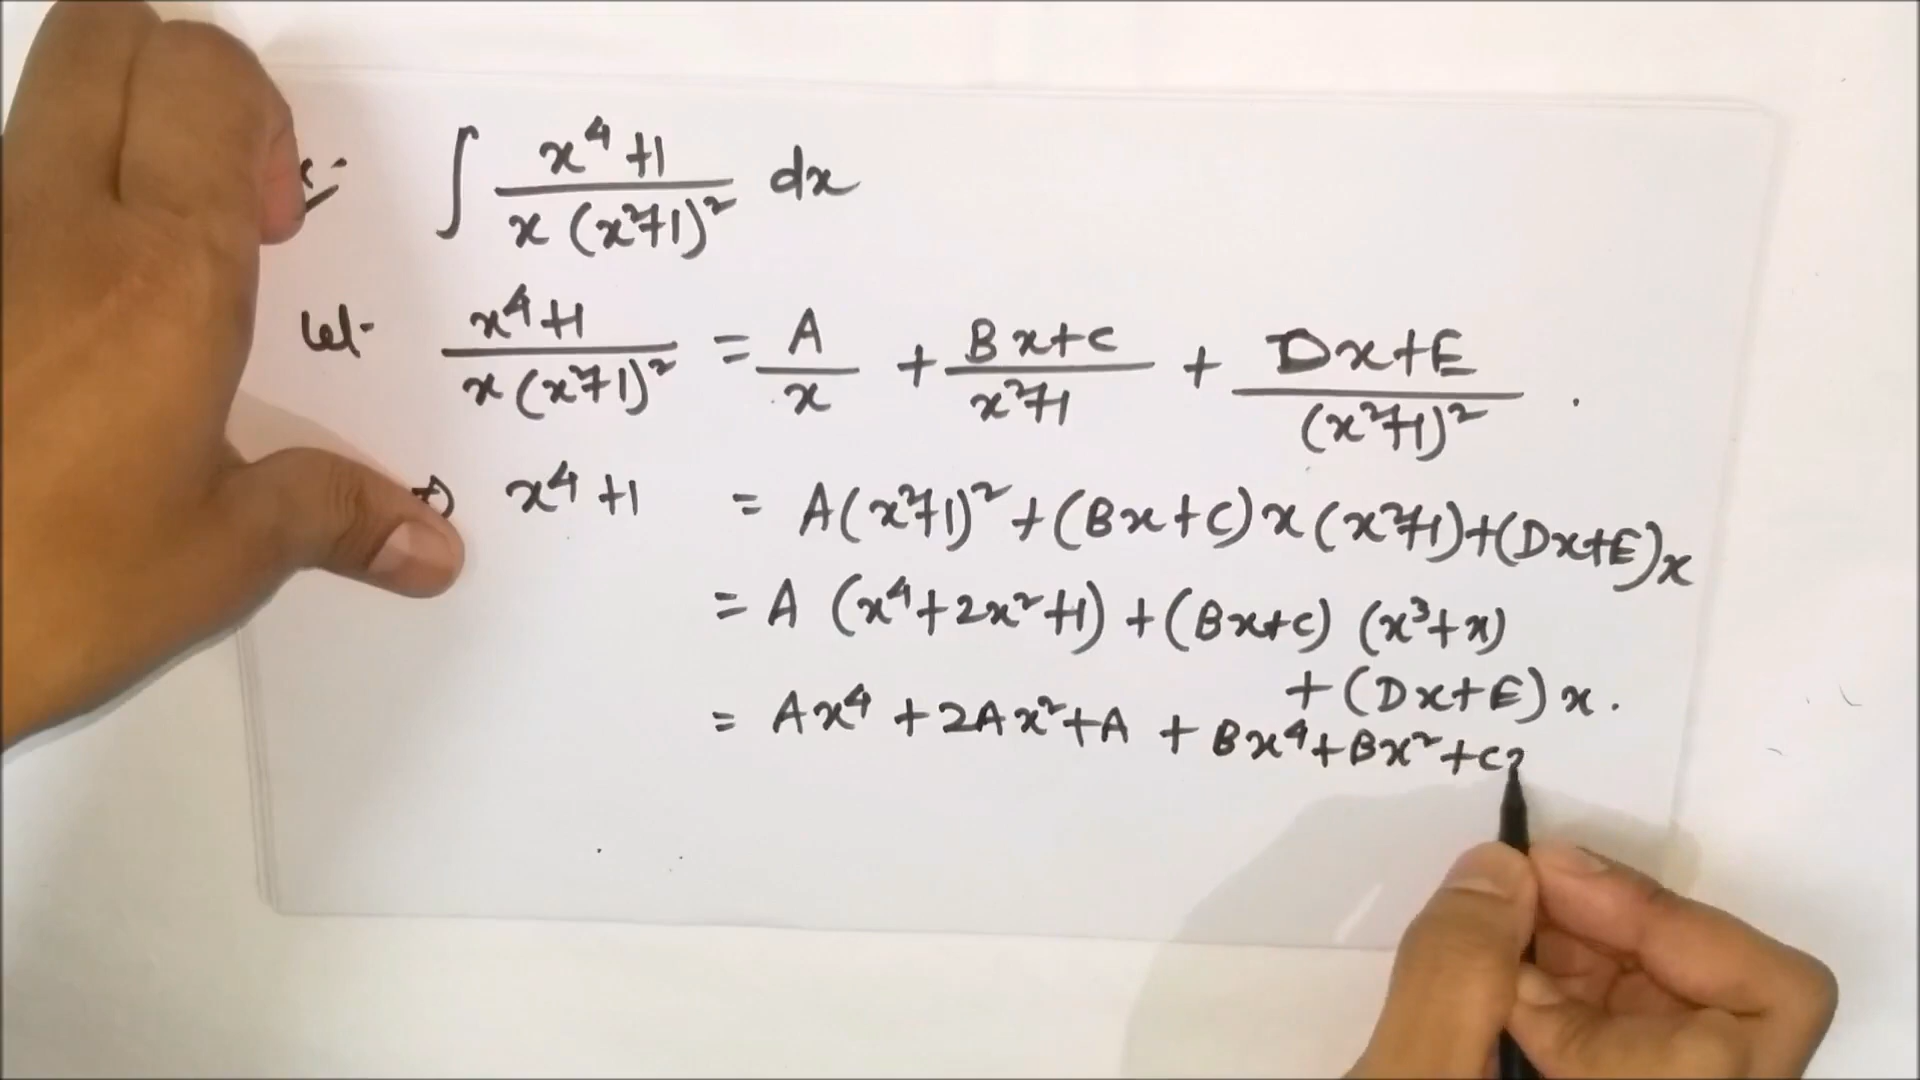 ∫ (x⁴+1)/(x(x²+1)²) dx
let (x⁴+1)/(x(x²+1)²) = A/x + (Bx+C)/(x²+1) + (Dx+E)/(x²+1)² .
x⁴+1 = A(x²+1)² + (Bx+C)x(x²+1)+(Dx+E)x
= A (x⁴+2x²+1) + (Bx+C) (x³+x)
+ (Dx+E) x .
= Ax⁴ + 2Ax²+A + Bx⁴+Bx²+C